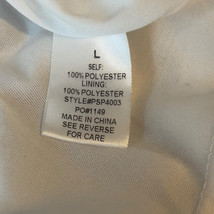 L
SELF:
100% POLYESTER
LINING:
100% POLYESTER
STYLE#PSP4003
PO#1149
MADE IN CHINA
SEE REVERSE
FOR CARE